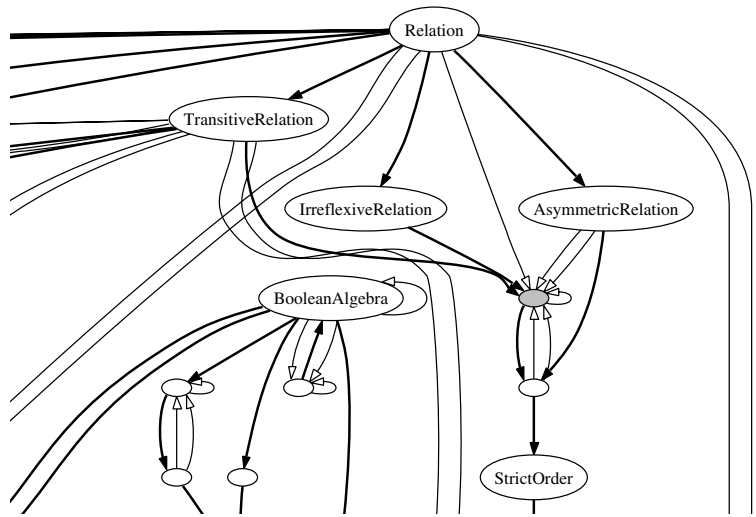 Relation
TransitiveRelation
IrreflexiveRelation
AsymmetricRelation
BooleanAlgebra
StrictOrder